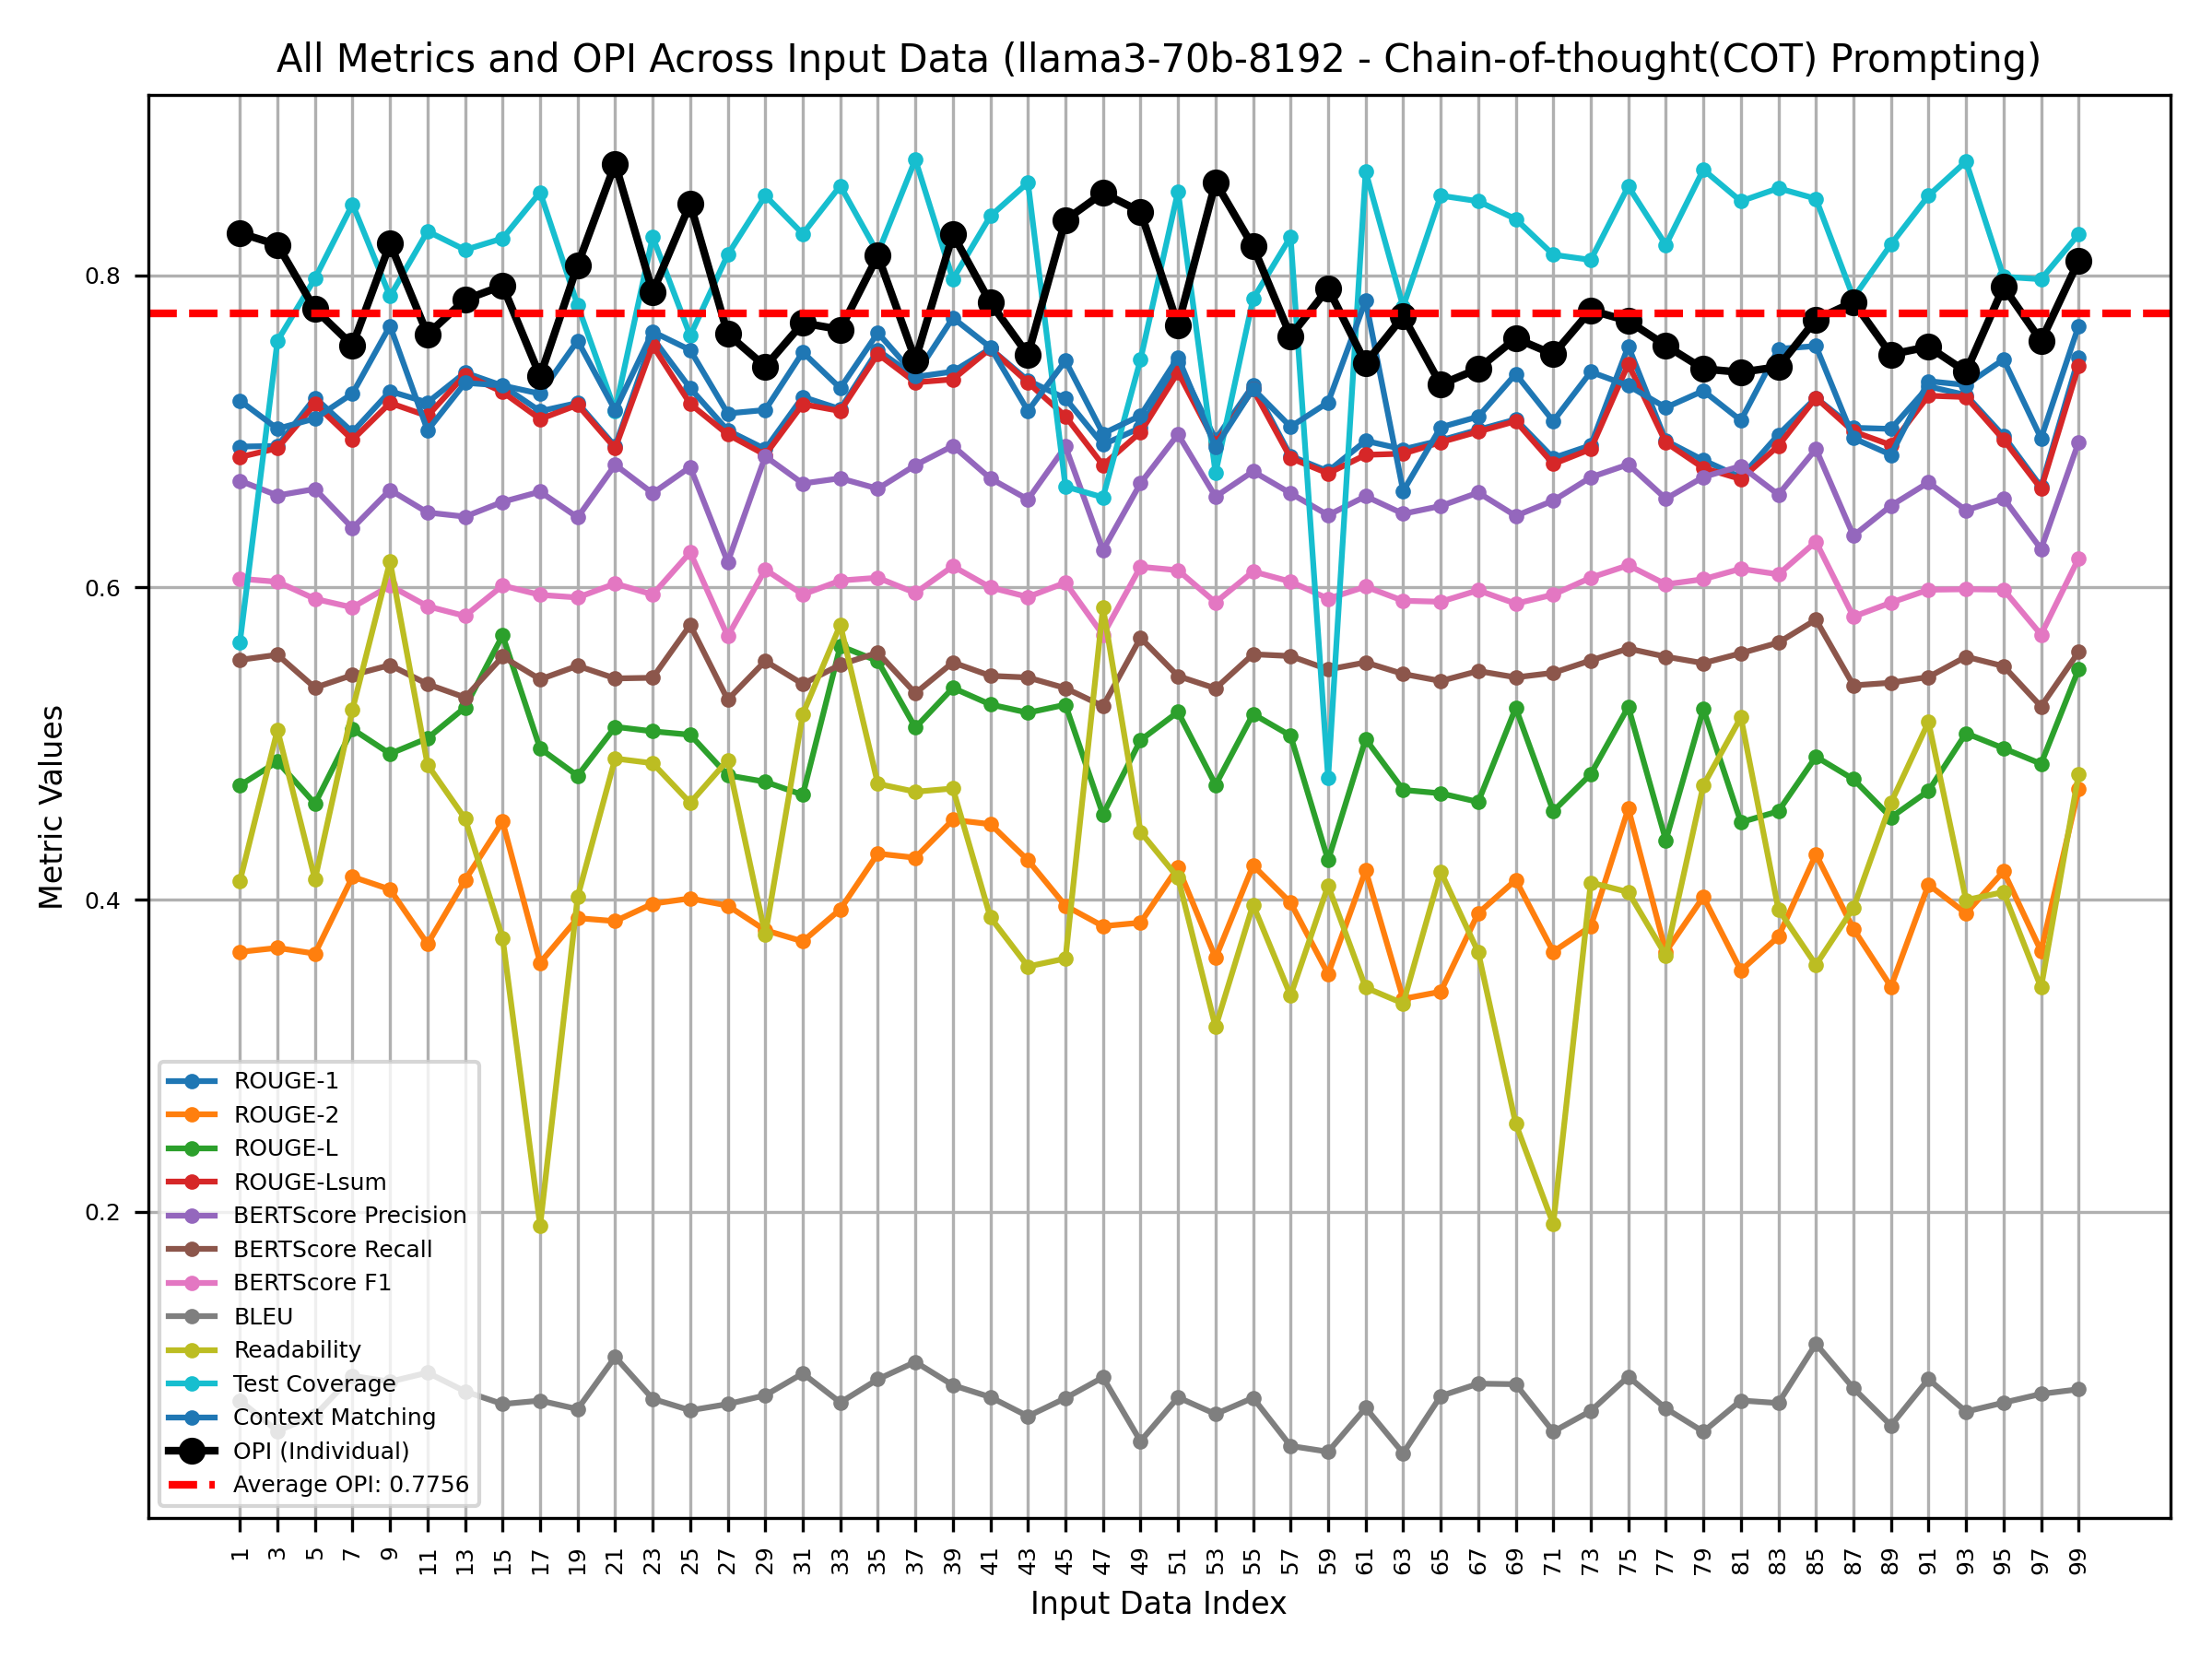 All Metrics and OPI Across Input Data (llama3-70b-8192 - Chain-of-thought(COT) Prompting)
Metric Values
0.8
0.6
0.4
0.2
ROUGE-1
ROUGE-2
ROUGE-L
ROUGE-Lsum
BERTScore Precision
BERTScore Recall
BERTScore F1
BLEU
Readability
Test Coverage
Context Matching
OPI (Individual)
Average OPI: 0.7756
1 3 5 7 9 11 13 15 17 19 21 23 25 27 29 31 33 35 37 39 41 43 45 47 49 51 53 55 57 59 61 63 65 67 69 71 73 75 77 79 81 83 85 87 89 91 93 95 97 99
Input Data Index